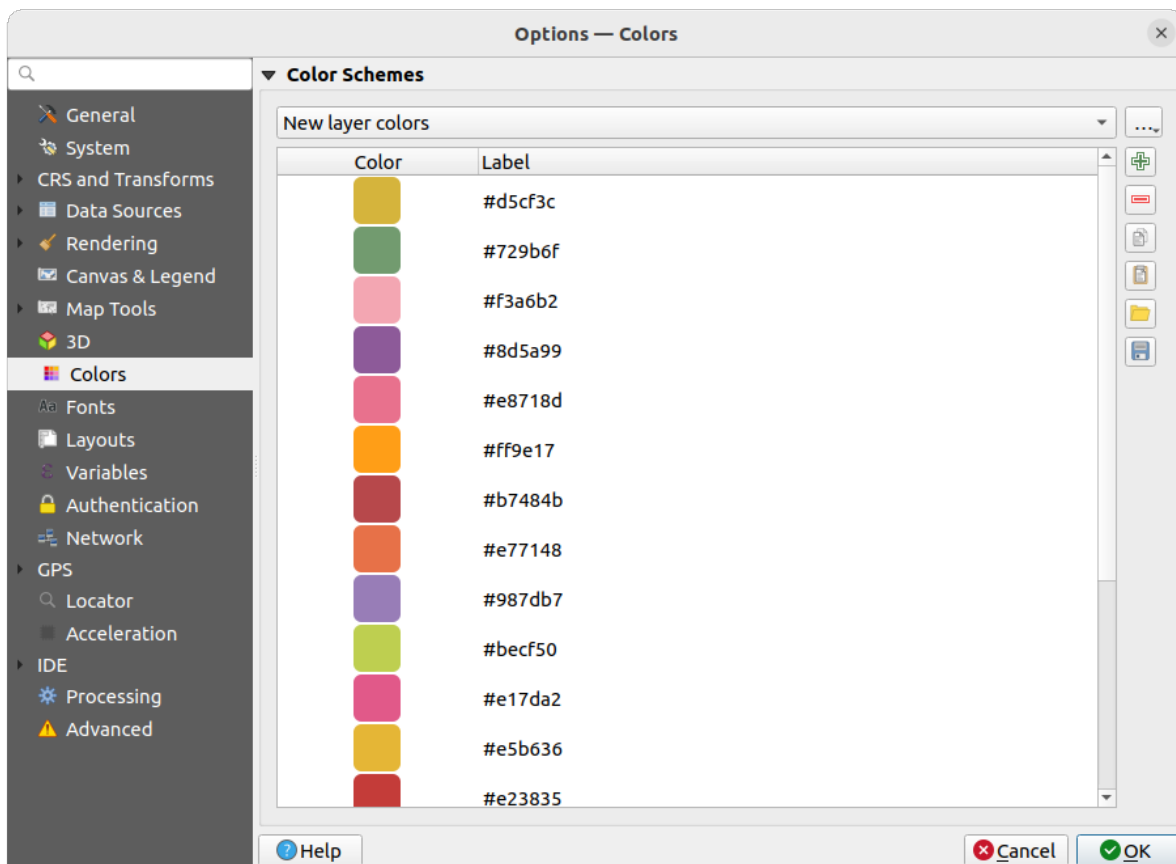 Options — Colors
General
System
CRS and Transforms
Data Sources
Rendering
Canvas & Legend
Map Tools
3D
Colors
Aa Fonts
Layouts
ε Variables
Authentication
Network
GPS
Locator
Acceleration
IDE
Processing
Advanced
Color Schemes
New layer colors
...
Color Label
#d5cf3c
#729b6f
#f3a6b2
#8d5a99
#e8718d
#ff9e17
#b7484b
#e77148
#987db7
#becf50
#e17da2
#e5b636
#e23835
? Help
Cancel
OK